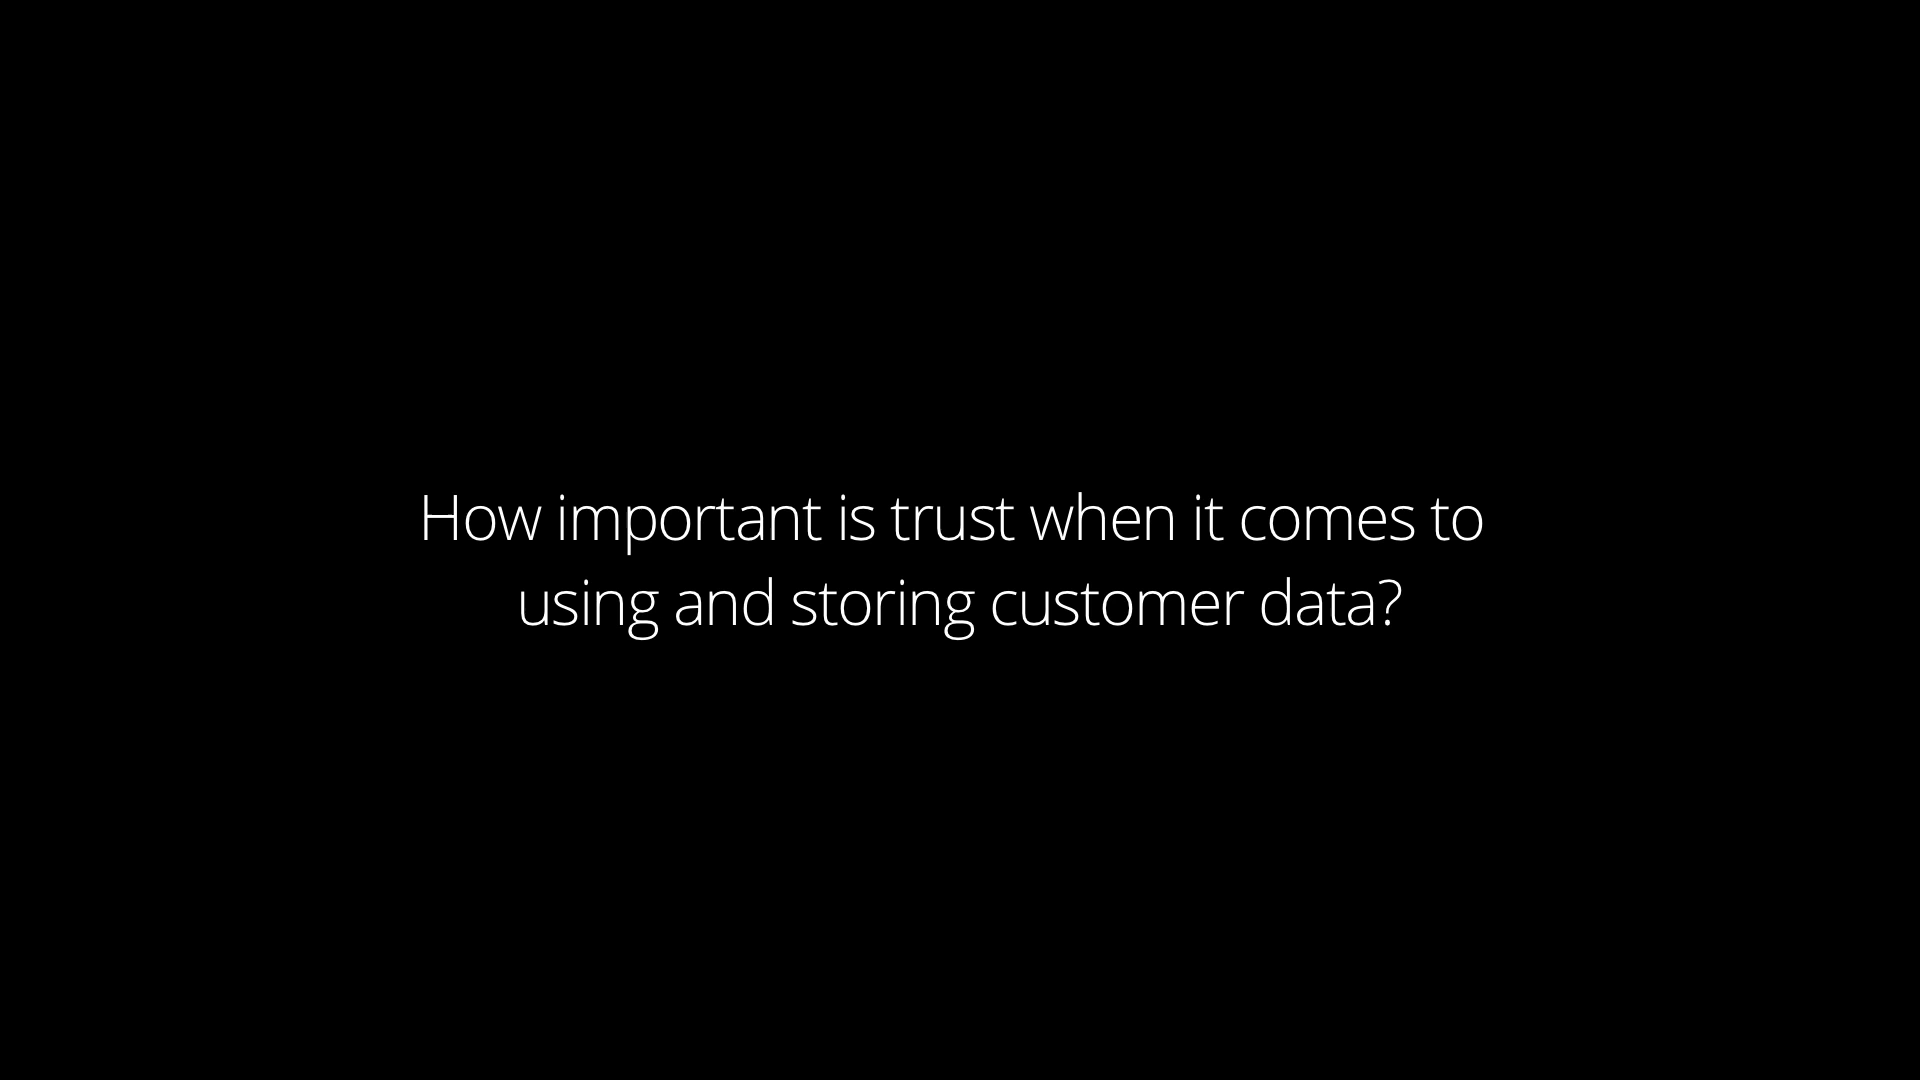 How important is trust when it comes to
using and storing customer data?